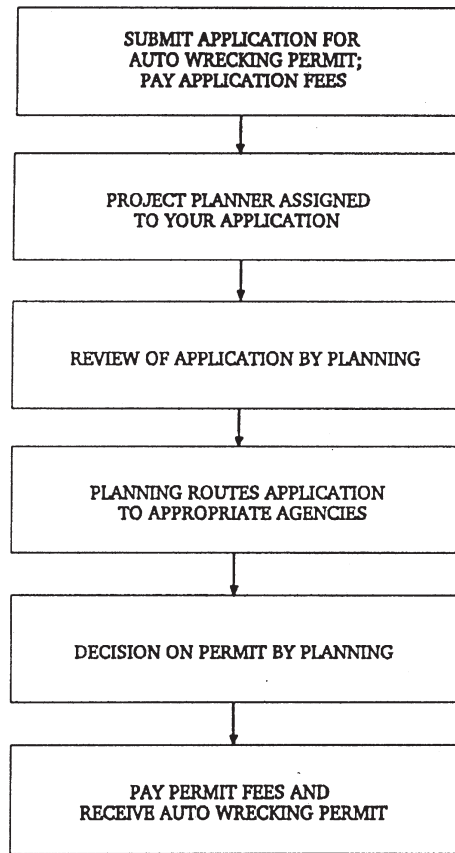 SUBMIT APPLICATION FOR
AUTO WRECKING PERMIT;
PAY APPLICATION FEES
PROJECT PLANNER ASSIGNED
TO YOUR APPLICATION
REVIEW OF APPLICATION BY PLANNING
PLANNING ROUTES APPLICATION
TO APPROPRIATE AGENCIES
DECISION ON PERMIT BY PLANNING
PAY PERMIT FEES AND
RECEIVE AUTO WRECKING PERMIT